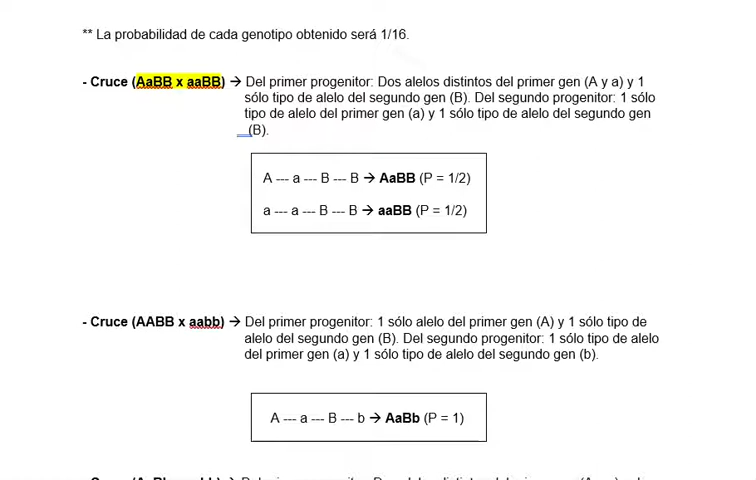 ** La probabilidad de cada genotipo obtenido será 1/16.
- Cruce (AaBB x aaBB) → Del primer progenitor: Dos alelos distintos del primer gen (A y a) y 1
sólo tipo de alelo del segundo gen (B). Del segundo progenitor: 1 sólo
tipo de alelo del primer gen (a) y 1 sólo tipo de alelo del segundo gen
(B).
A --- a --- B --- B → AaBB (P = 1/2)
a --- a --- B --- B → aaBB (P = 1/2)
- Cruce (AABB x aabb) → Del primer progenitor: 1 sólo alelo del primer gen (A) y 1 sólo tipo de
alelo del segundo gen (B). Del segundo progenitor: 1 sólo tipo de alelo
del primer gen (a) y 1 sólo tipo de alelo del segundo gen (b).
A --- a --- B --- b → AaBb (P = 1)